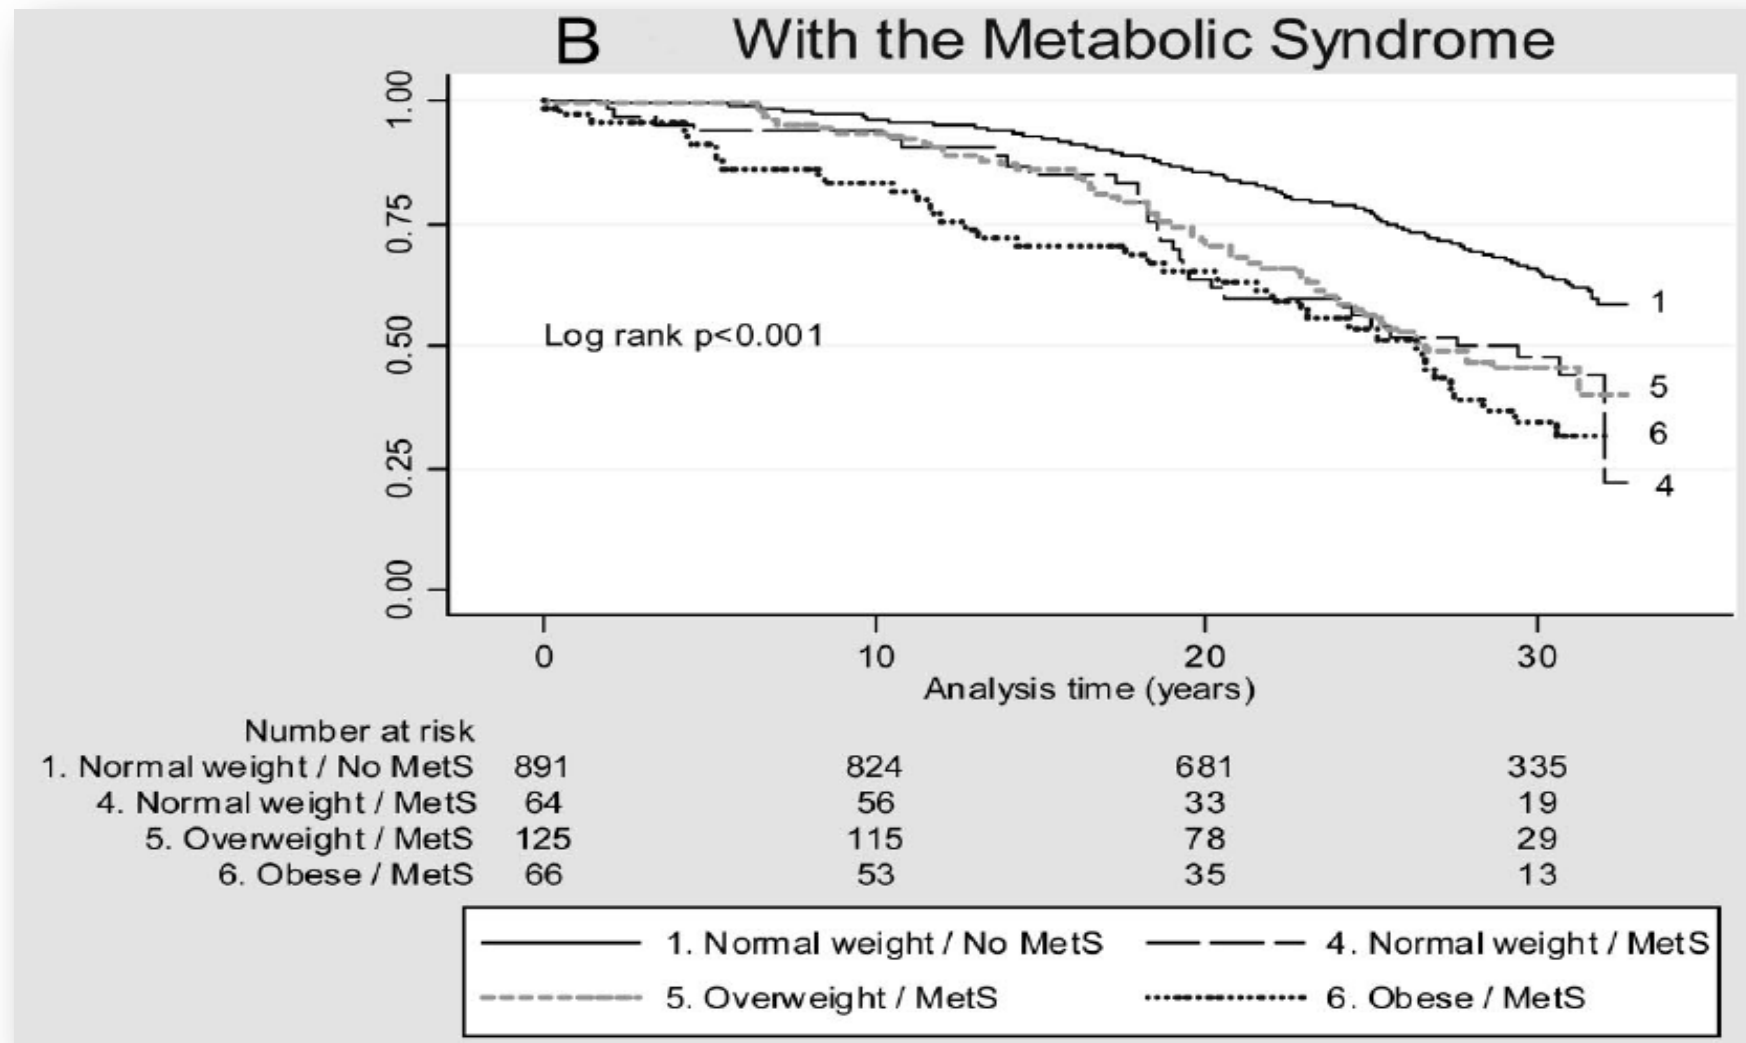 B With the Metabolic Syndrome
1.00
0.75
0.50
0.25
0.00
Log rank p<0.001
1
5
6
4
0 10 20 30
Analysis time (years)
Number at risk
1. Normal weight / No MetS 891 824 681 335
4. Normal weight / MetS 64 56 33 19
5. Overweight / MetS 125 115 78 29
6. Obese / MetS 66 53 35 13
1. Normal weight / No MetS 4. Normal weight / MetS
5. Overweight / MetS 6. Obese / MetS